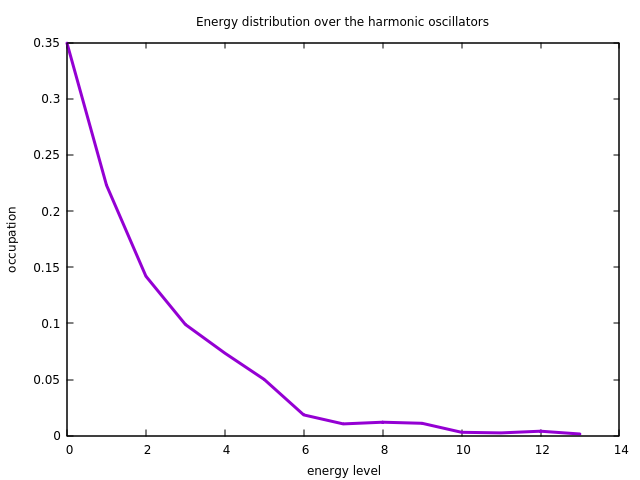 Energy distribution over the harmonic oscillators
0.35
0.3
0.25
0.2
0.15
0.1
0.05
0
occupation
0 2 4 6 8 10 12 14
energy level